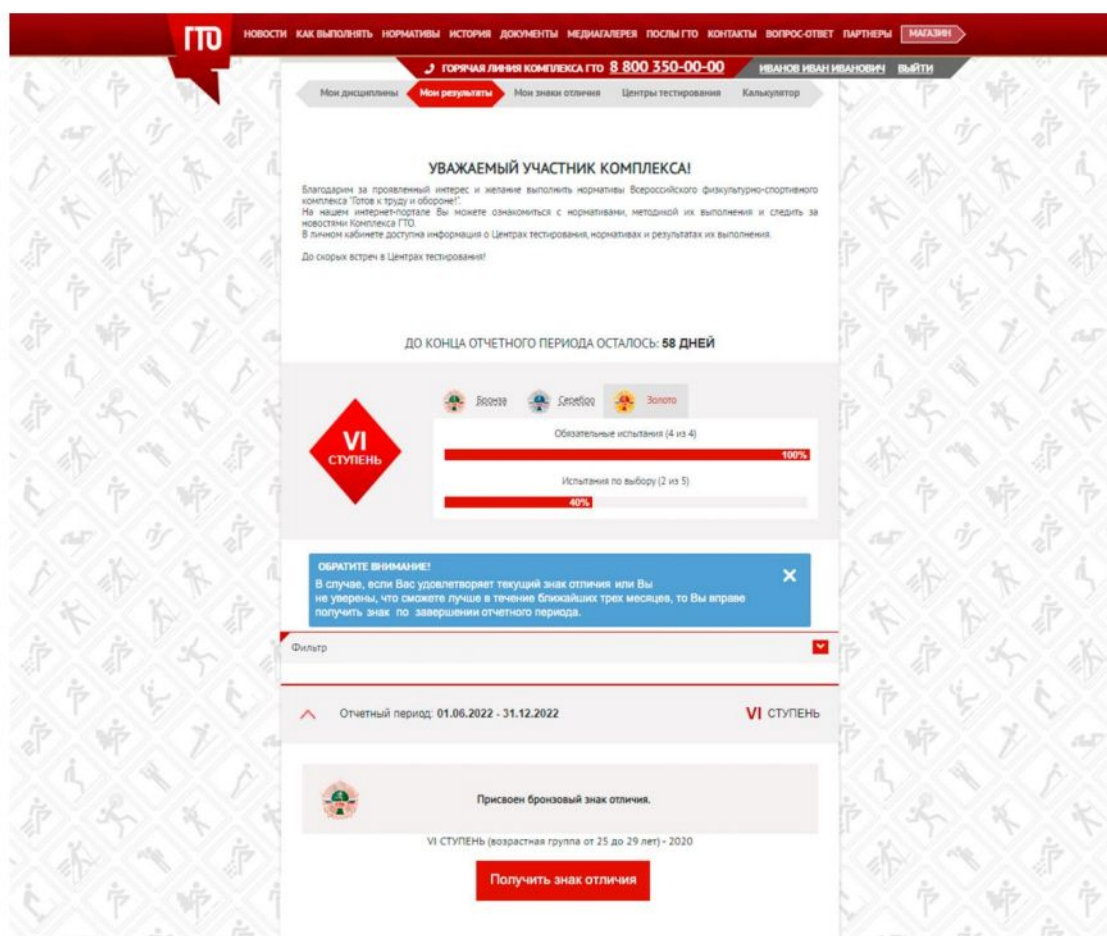 ГТО
НОВОСТИ КАК ВЫПОЛНЯТЬ НОРМАТИВЫ ИСТОРИЯ ДОКУМЕНТЫ МЕДИАГАЛЕРЕЯ ПОСЛЫ ГТО КОНТАКТЫ ВОПРОС-ОТВЕТ ПАРТНЕРЫ МАГАЗИН
ГОРЯЧАЯ ЛИНИЯ КОМПЛЕКСА ГТО 8 800 350-00-00 ИВАНОВ ИВАН ИВАНОВИЧ ВЫЙТИ
Мои дисциплины Мои результаты Мои знаки отличия Центры тестирования Калькулятор
УВАЖАЕМЫЙ УЧАСТНИК КОМПЛЕКСА!
Благодарим за проявленный интерес и желание выполнить нормативы Всероссийского физкультурно-спортивного
комплекса "Готов к труду и обороне!".
На нашем интернет-портале Вы можете ознакомиться с нормативами, методикой их выполнения и следить за
новостями Комплекса ГТО.
В личном кабинете доступна информация о Центрах тестирования, нормативах и результатах их выполнения.
До скорых встреч в Центрах тестирования!
ДО КОНЦА ОТЧЕТНОГО ПЕРИОДА ОСТАЛОСЬ: 58 ДНЕЙ
Бронза Серебро Золото
VI
СТУПЕНЬ
Обязательные испытания (4 из 4)
100%
Испытания по выбору (2 из 5)
40%
ОБРАТИТЕ ВНИМАНИЕ!
В случае, если Вас удовлетворяет текущий знак отличия или Вы
не уверены, что сможете лучше в течение ближайших трех месяцев, то Вы вправе
получить знак по завершении отчетного периода.
Фильтр
Отчетный период: 01.06.2022 - 31.12.2022 VI СТУПЕНЬ
Присвоен бронзовый знак отличия.
VI СТУПЕНЬ (возрастная группа от 25 до 29 лет) - 2020
Получить знак отличия